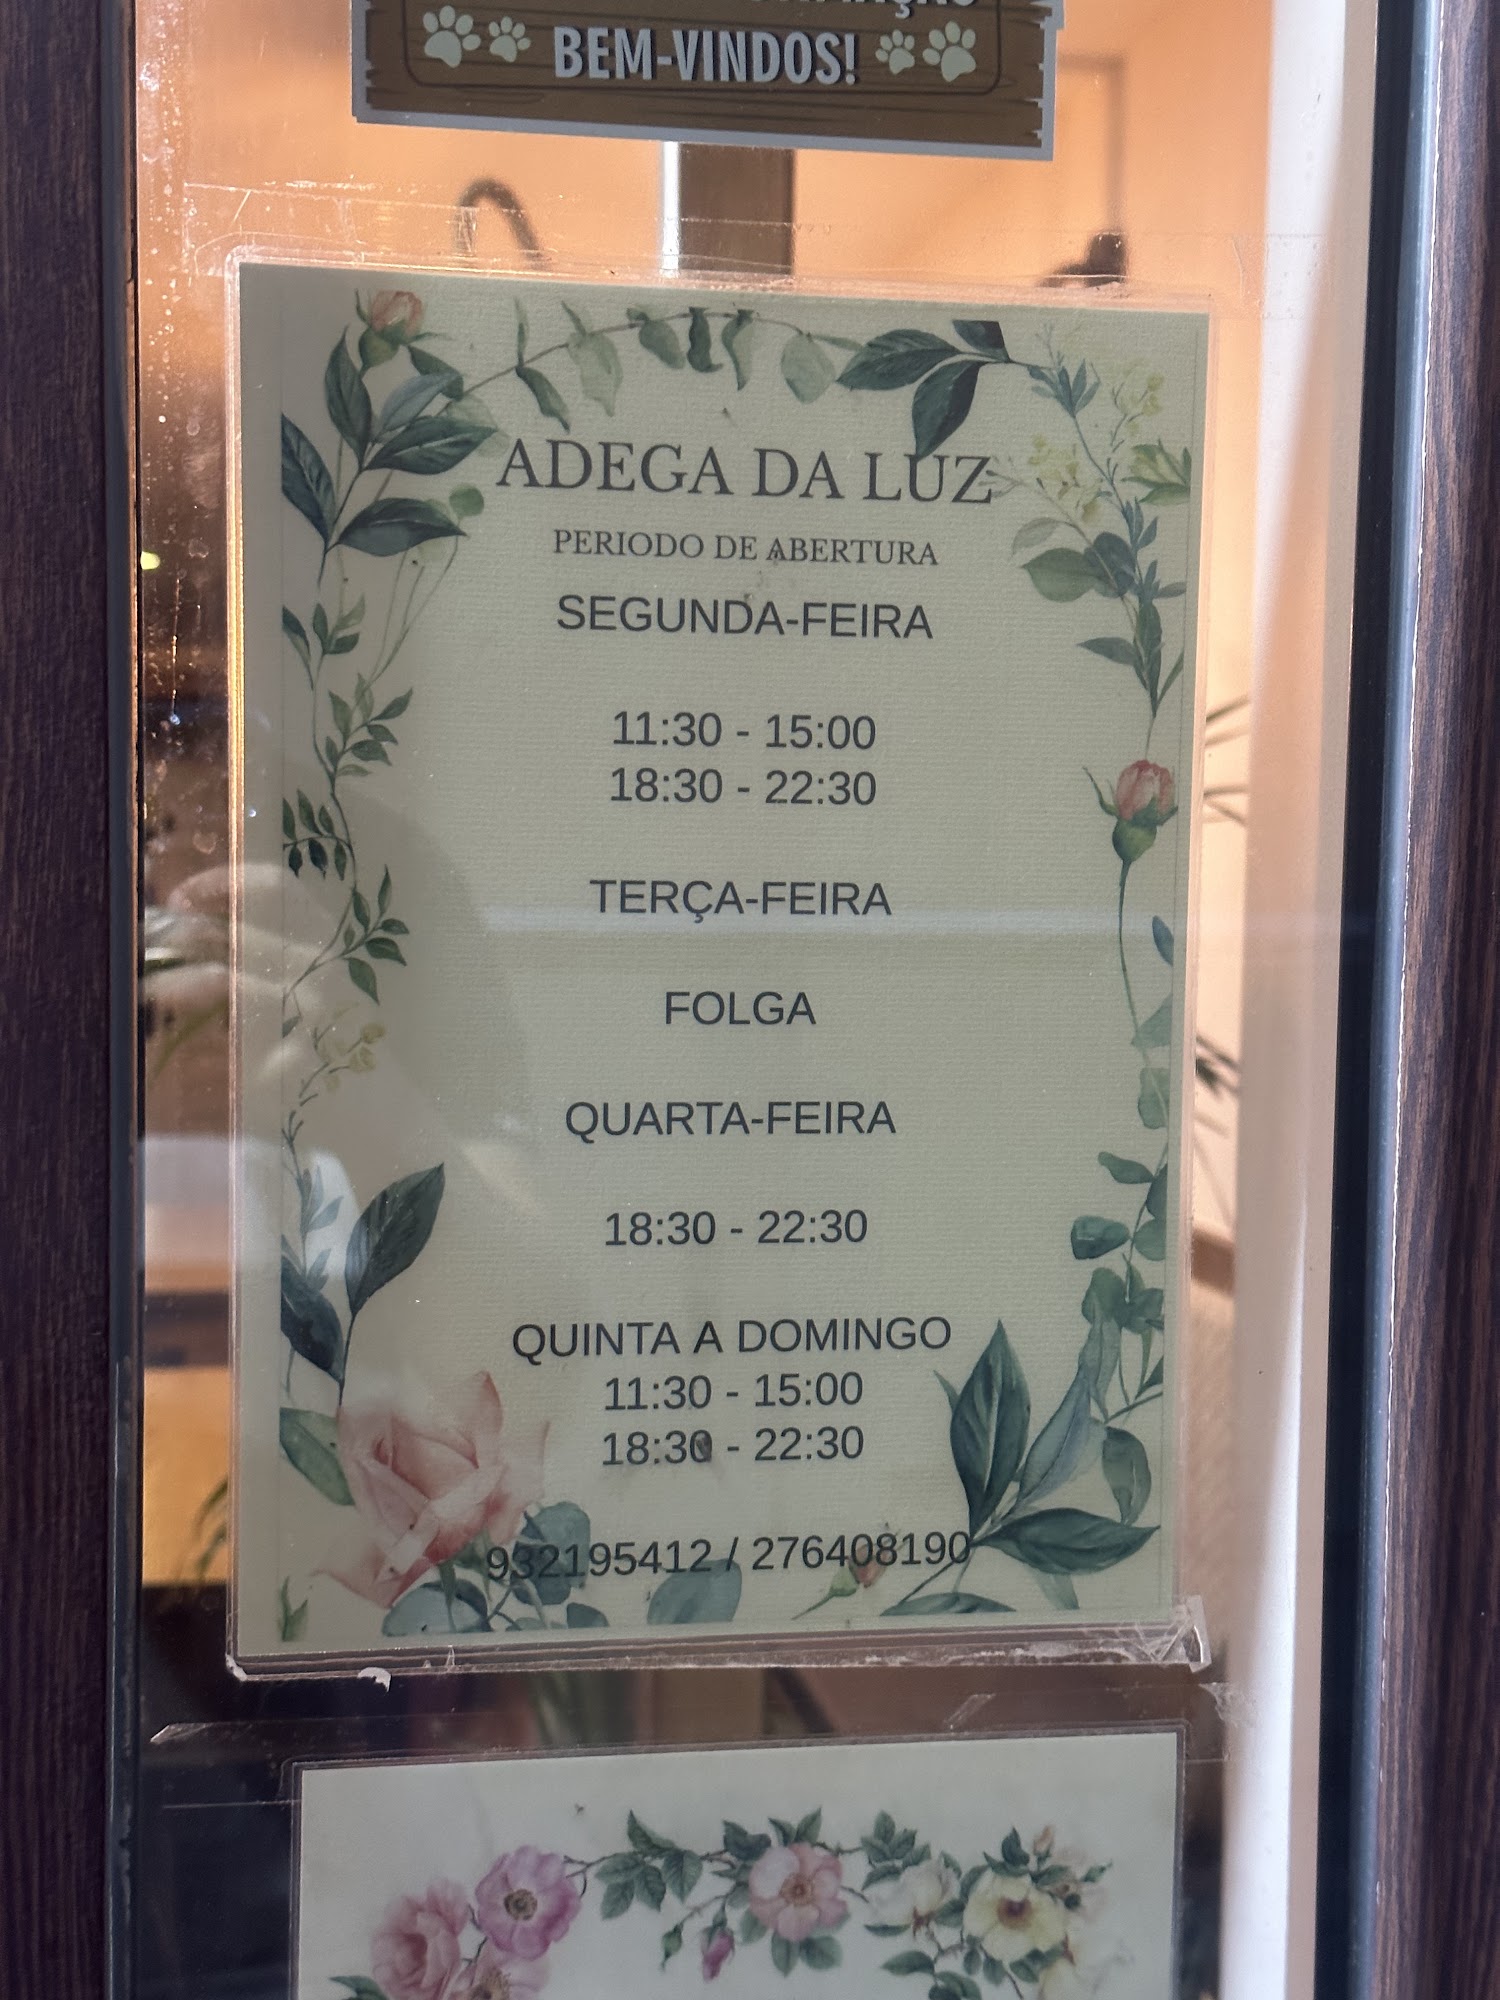 BEM-VINDOS!
ADEGA DA LUZ
PERIODO DE ABERTURA
SEGUNDA-FEIRA
11:30 - 15:00
18:30 - 22:30
TERÇA-FEIRA
FOLGA
QUARTA-FEIRA
18:30 - 22:30
QUINTA A DOMINGO
11:30 - 15:00
18:30 - 22:30
932195412 / 276408190